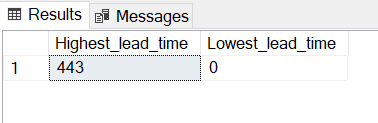 Results Messages
Highest_lead_time Lowest_lead_time
1 443 0